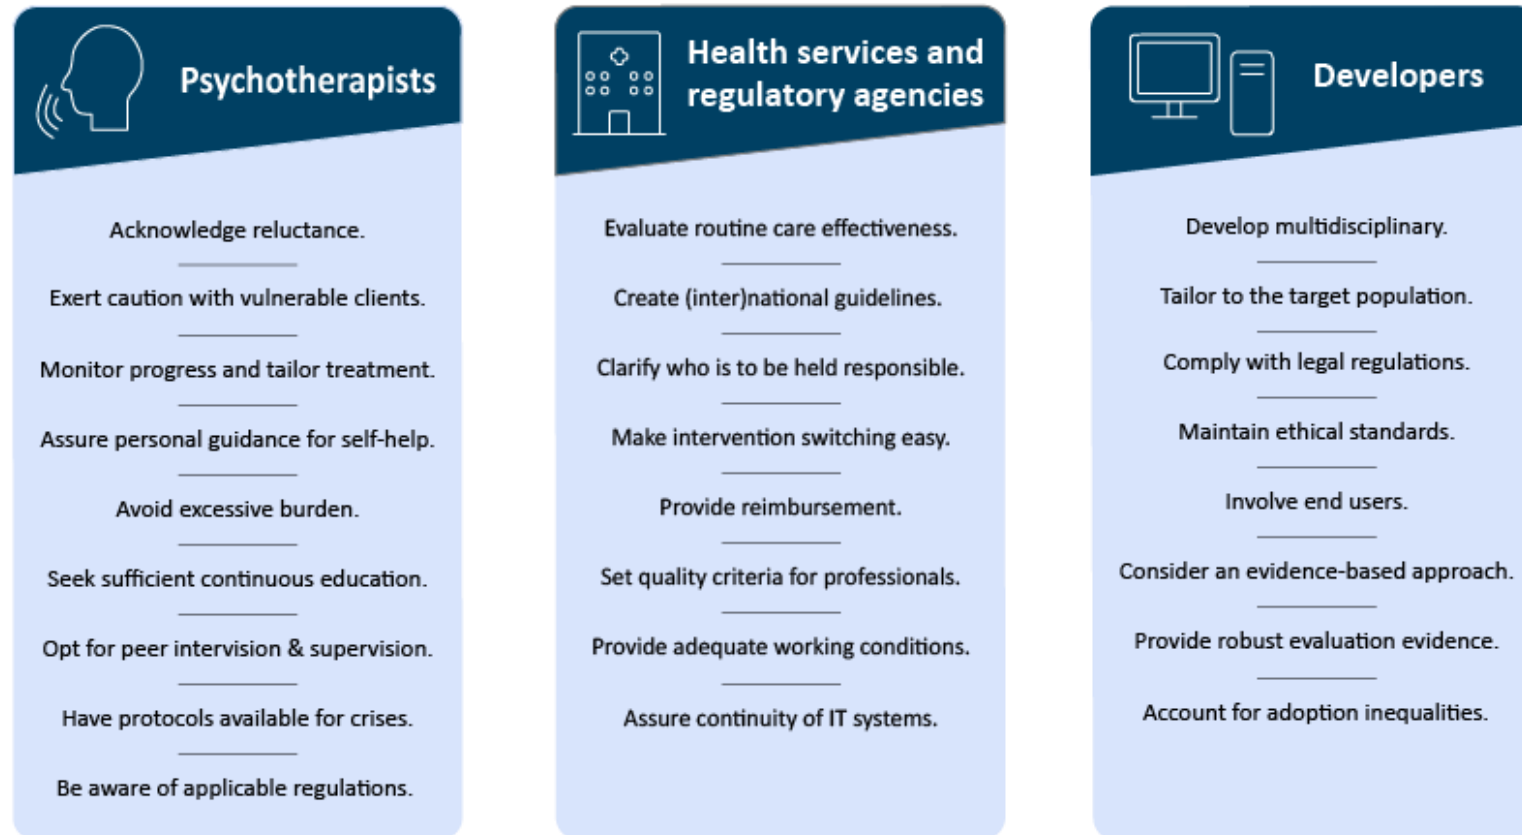 Psychotherapists
Acknowledge reluctance.
Exert caution with vulnerable clients.
Monitor progress and tailor treatment.
Assure personal guidance for self-help.
Avoid excessive burden.
Seek sufficient continuous education.
Opt for peer intervision & supervision.
Have protocols available for crises.
Be aware of applicable regulations.
Health services and
regulatory agencies
Evaluate routine care effectiveness.
Create (inter)national guidelines.
Clarify who is to be held responsible.
Make intervention switching easy.
Provide reimbursement.
Set quality criteria for professionals.
Provide adequate working conditions.
Assure continuity of IT systems.
Developers
Develop multidisciplinary.
Tailor to the target population.
Comply with legal regulations.
Maintain ethical standards.
Involve end users.
Consider an evidence-based approach.
Provide robust evaluation evidence.
Account for adoption inequalities.